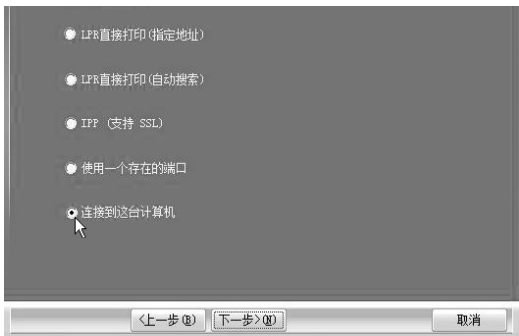 LPR直接打印(指定地址)
LPR直接打印(自动搜索)
IPP (支持 SSL)
使用一个存在的端口
连接到这台计算机
<上一步(B) 下一步>(N) 取消